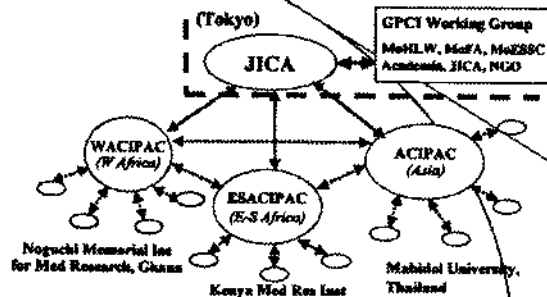 (Tokyo)
JICA
GPCI Working Group
MoHLW, MoFA, MoESSC
Academia, JICA, NGO
WACIPAC
(W Africa)
ACIPAC
(Asia)
ESACIPAC
(E-S Africa)
Noguchi Memorial Inst
for Med Research, Ghana
Kenya Med Res Inst
Mahidol University,
Thailand